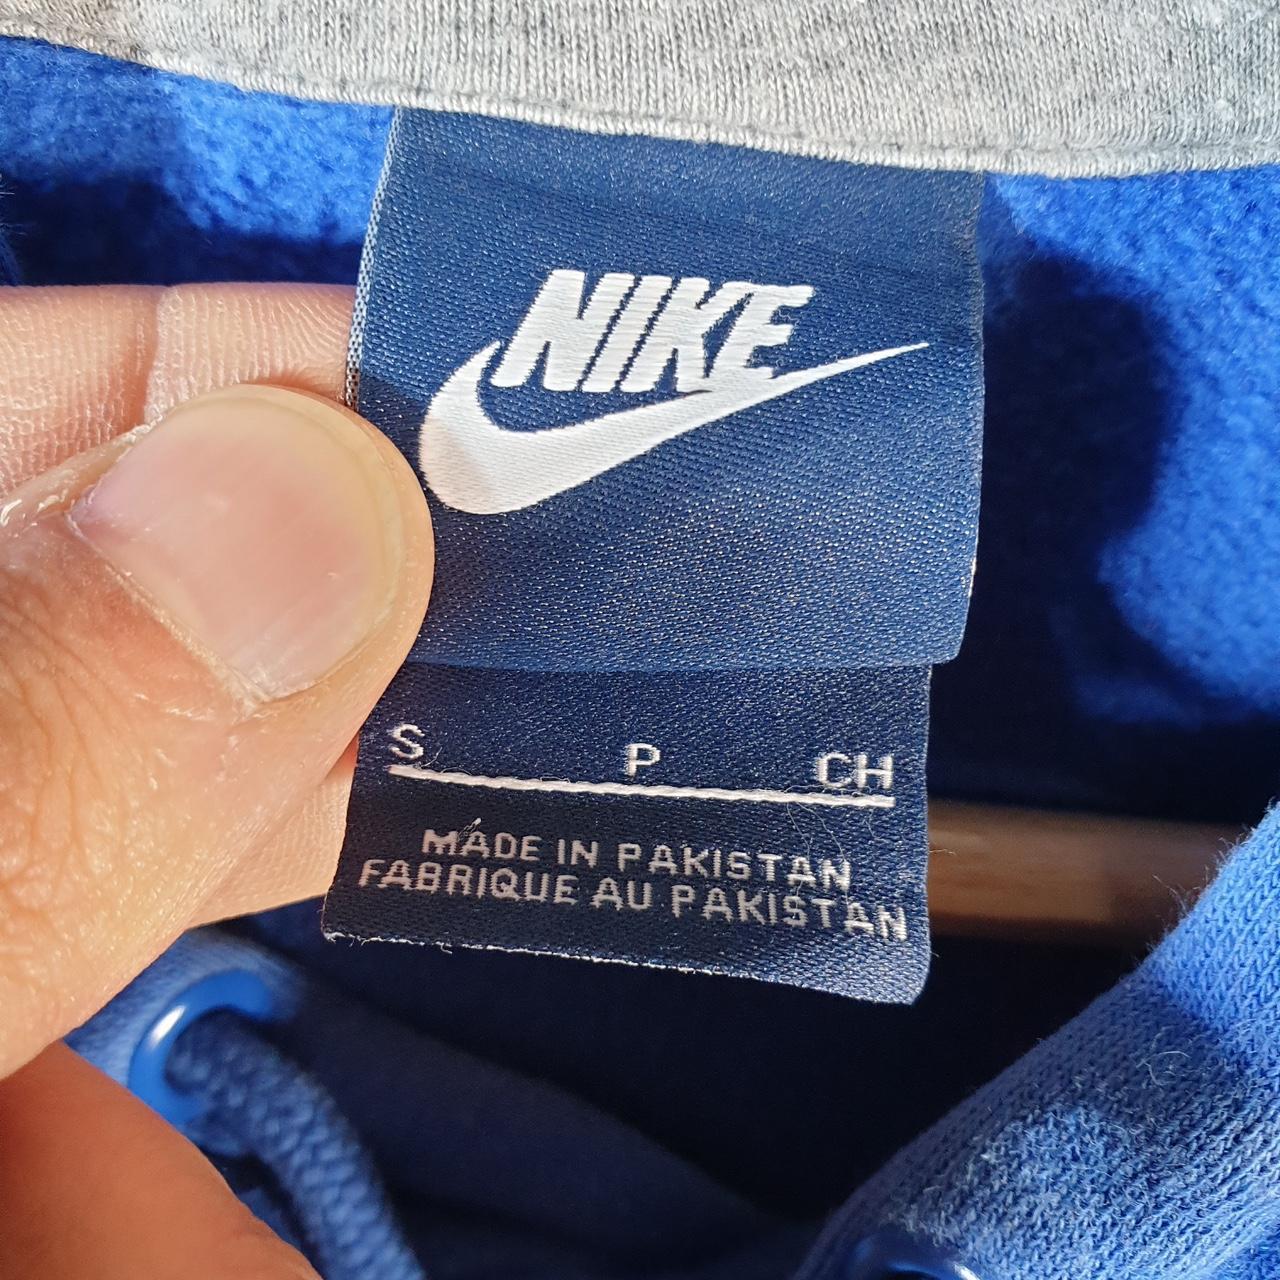 NIKE
S P CH
MADE IN PAKISTAN
FABRIQUE AU PAKISTAN